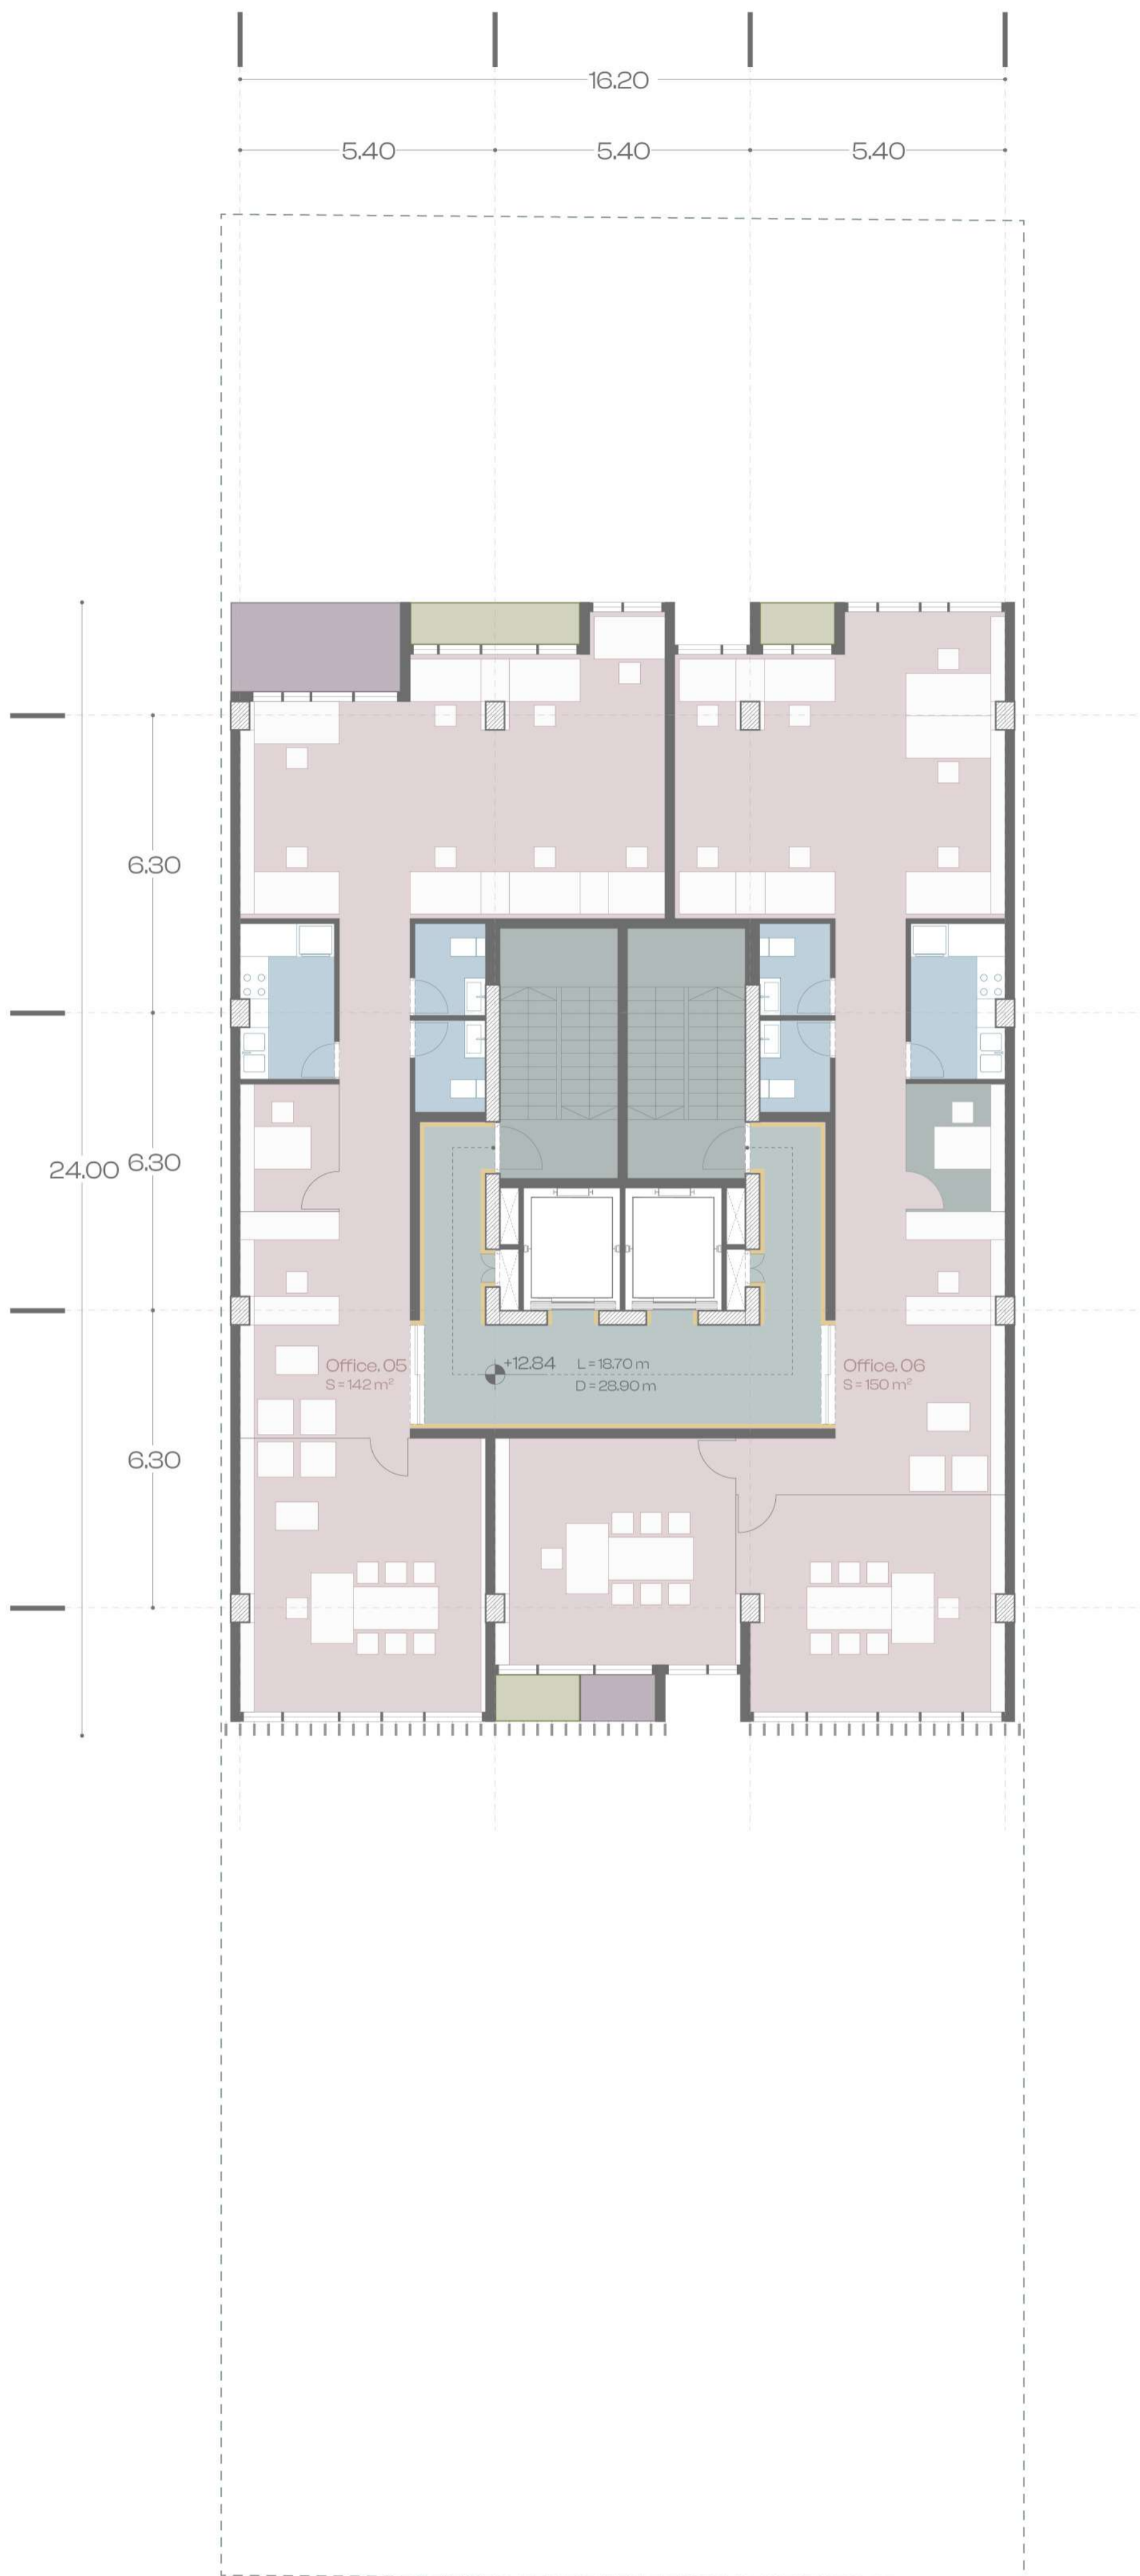 16.20
5.40
5.40
5.40
6.30
24.00
6.30
Office. 05
S = 142 m²
+12.84
L = 18.70 m
D = 28.90 m
Office. 06
S = 150 m²
6.30